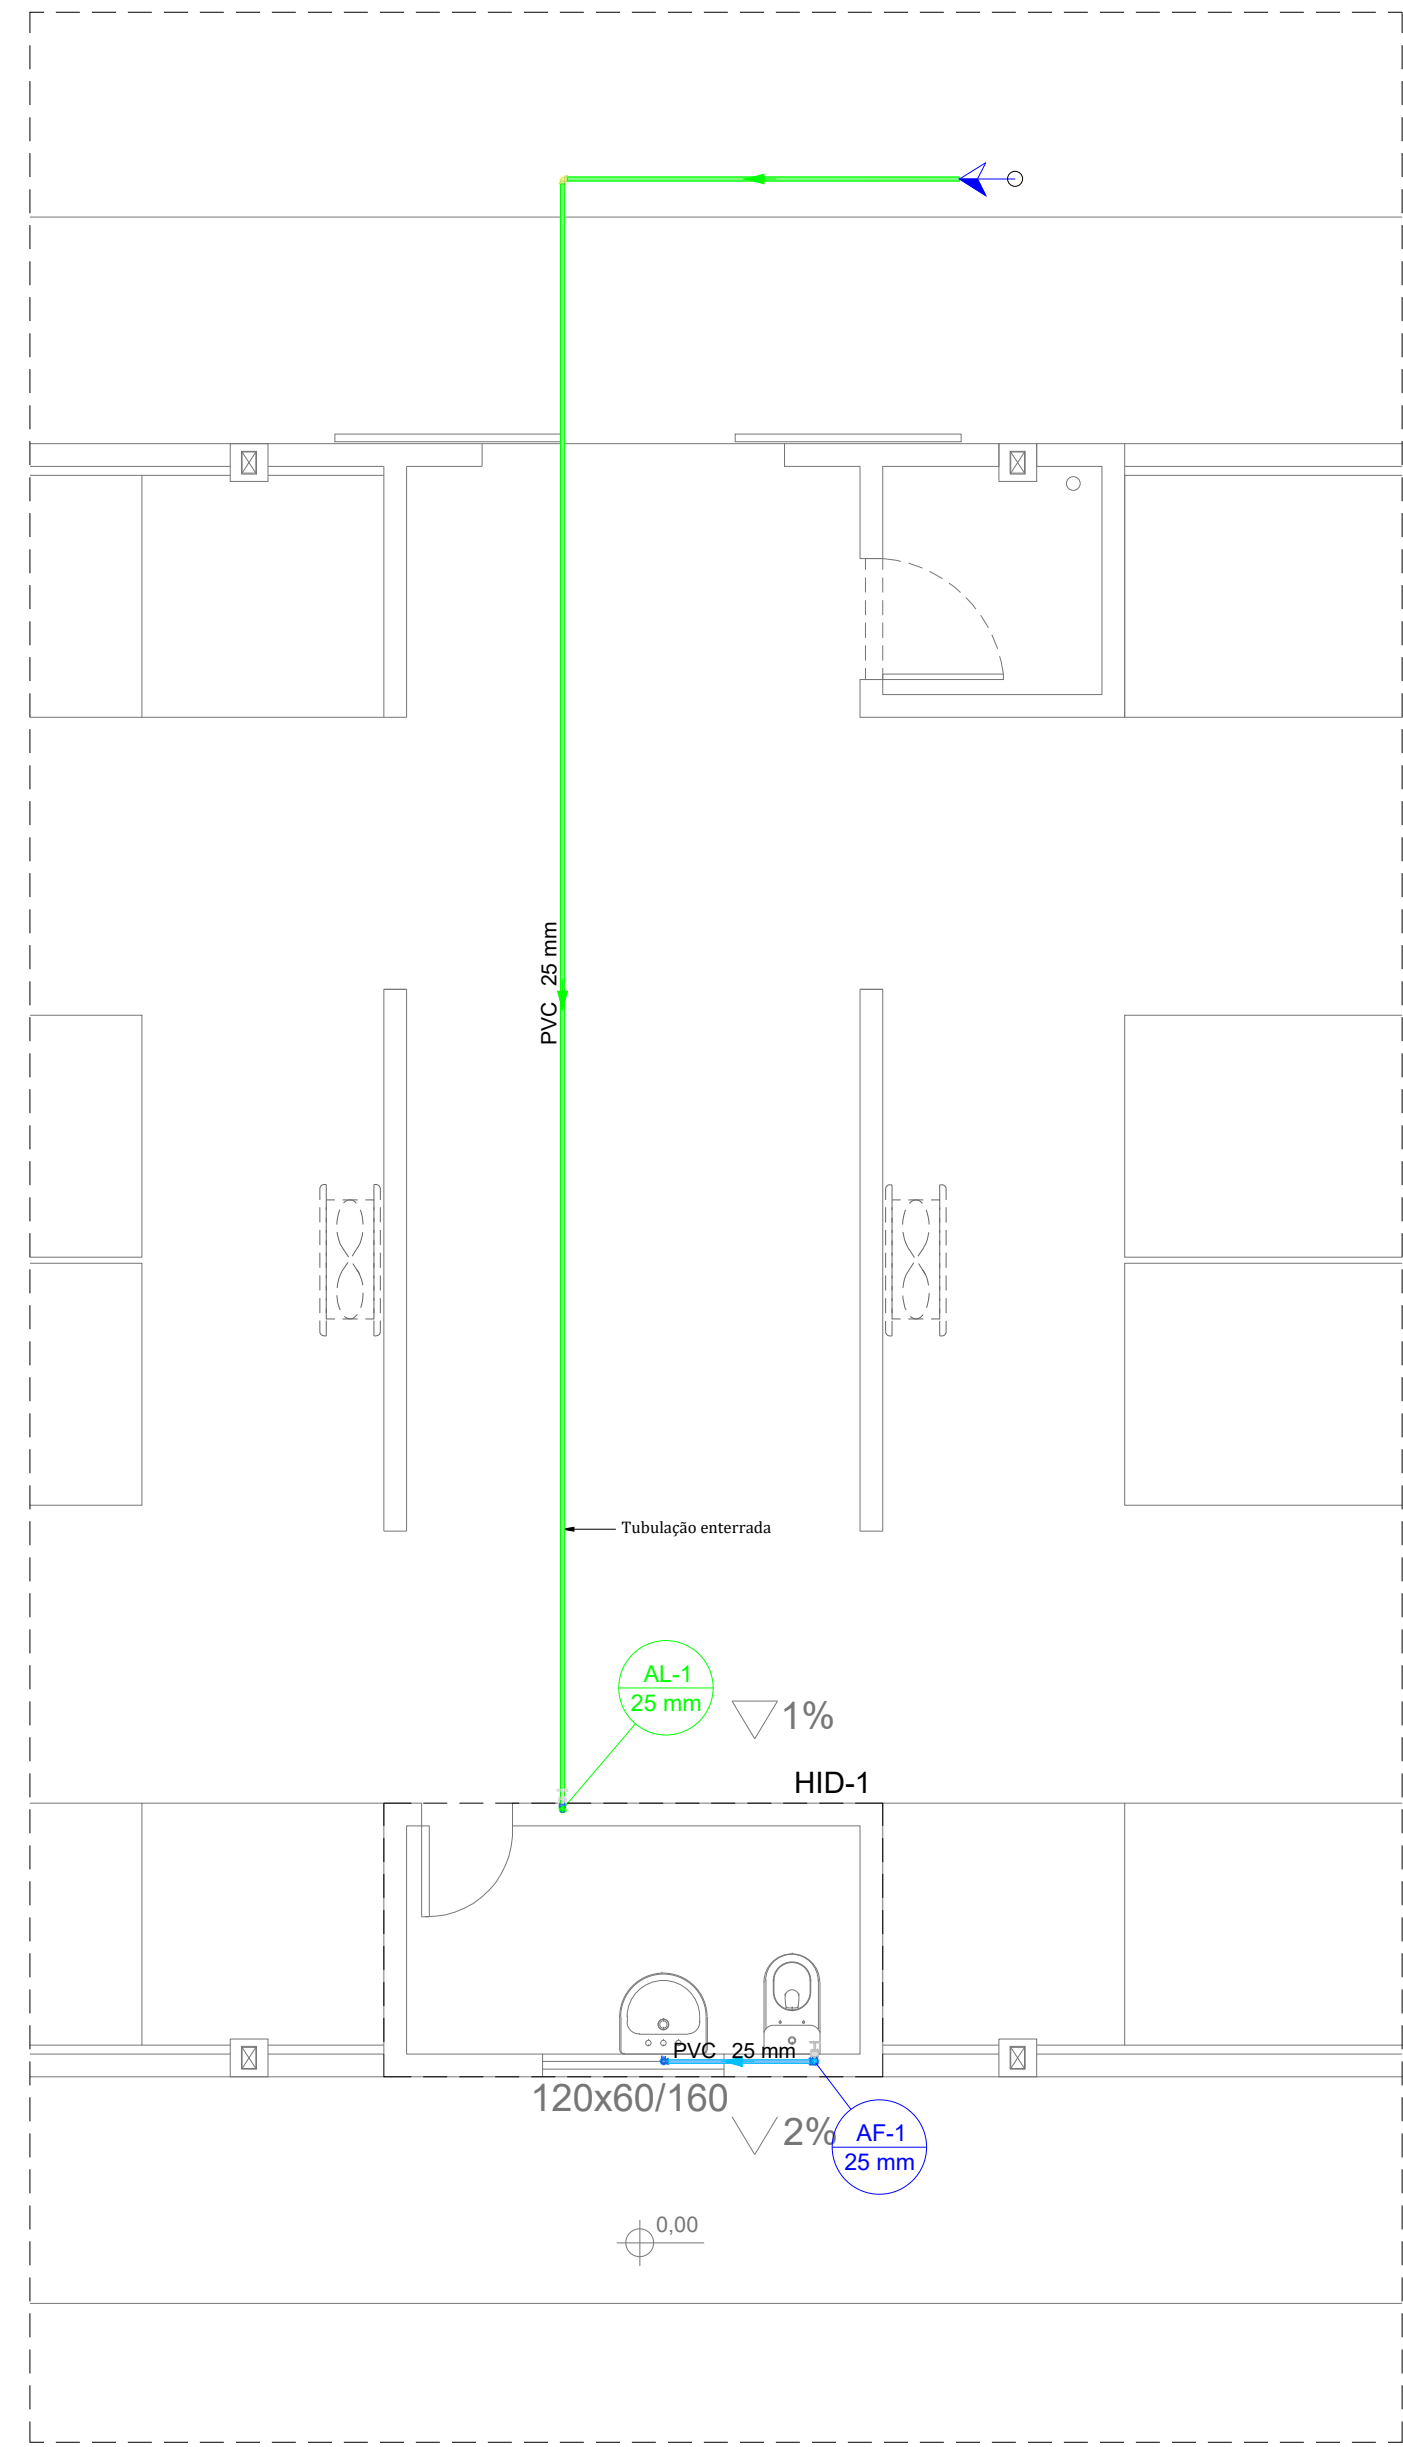 PVC 25 mm
Tubulação enterrada
AL-1
25 mm
1%
HID-1
PVC 25 mm
120x60/160
2%
AF-1
25 mm
0,00